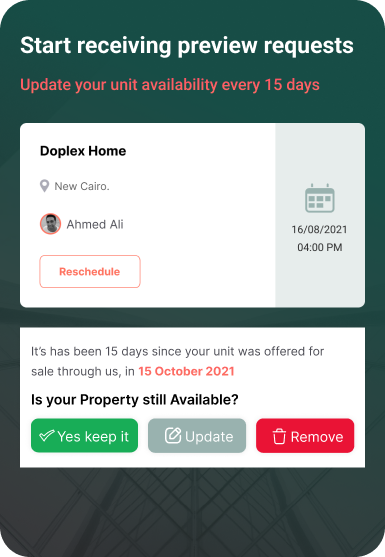 Start receiving preview requests
Update your unit availability every 15 days
Doplex Home
New Cairo.
Ahmed Ali
Reschedule
16/08/2021
04:00 PM
It's has been 15 days since your unit was offered for
sale through us, in 15 October 2021
Is your Property still Available?
Yes keep it
Update
Remove